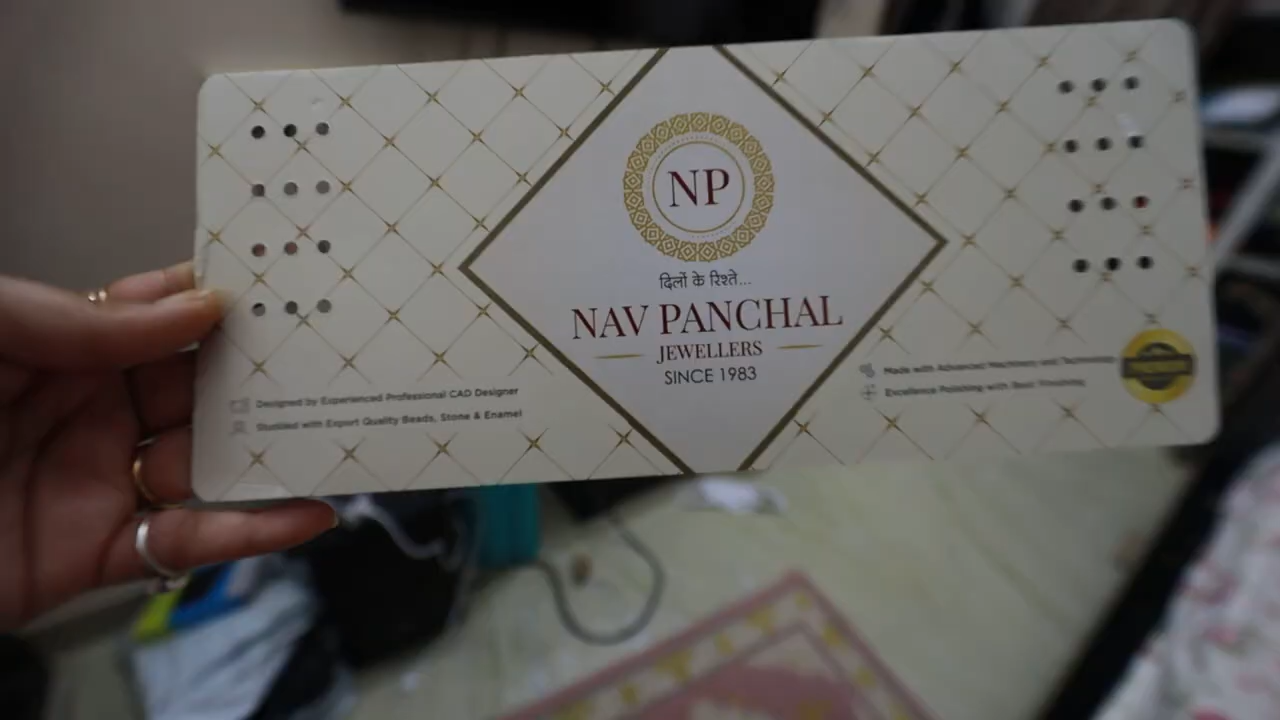 NP
दिलों के रिश्ते...
NAV PANCHAL
JEWELLERS
SINCE 1983
Designed by Experienced Professional CAD Designer
Studded with Export Quality Beads, Stone & Enamel
Made with Advanced Machinery and Technology
Excellence Polishing with Best Finishing